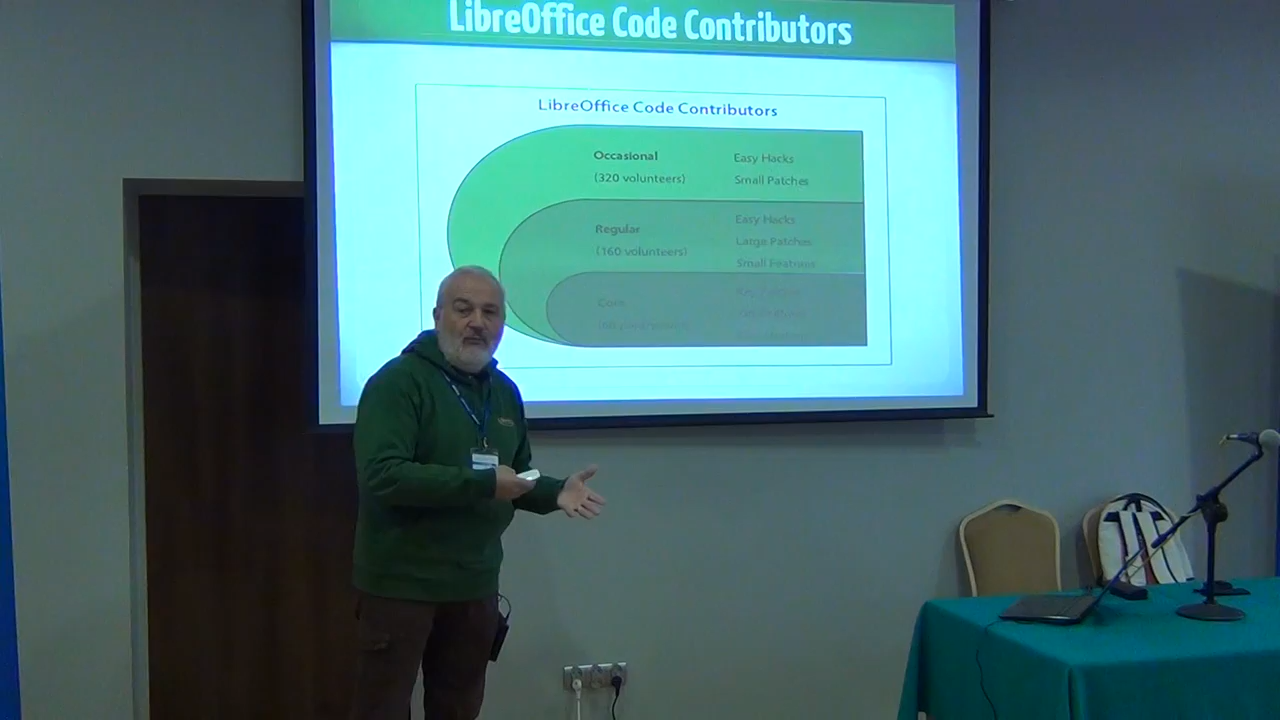 LibreOffice Code Contributors
LibreOffice Code Contributors
Occasional
(320 volunteers)
Easy Hacks
Small Patches
Regular
(160 volunteers)
Easy Hacks
Large Patches
Small Features
Core